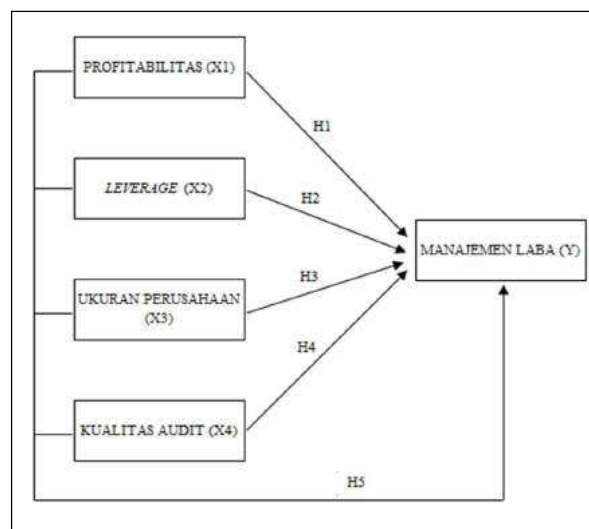 PROFITABILITAS (X1)
H1
LEVERAGE (X2)
H2
MANAJEMEN LABA (Y)
UKURAN PERUSAHAAN
(X3)
H3
H4
KUALITAS AUDIT (X4)
H5